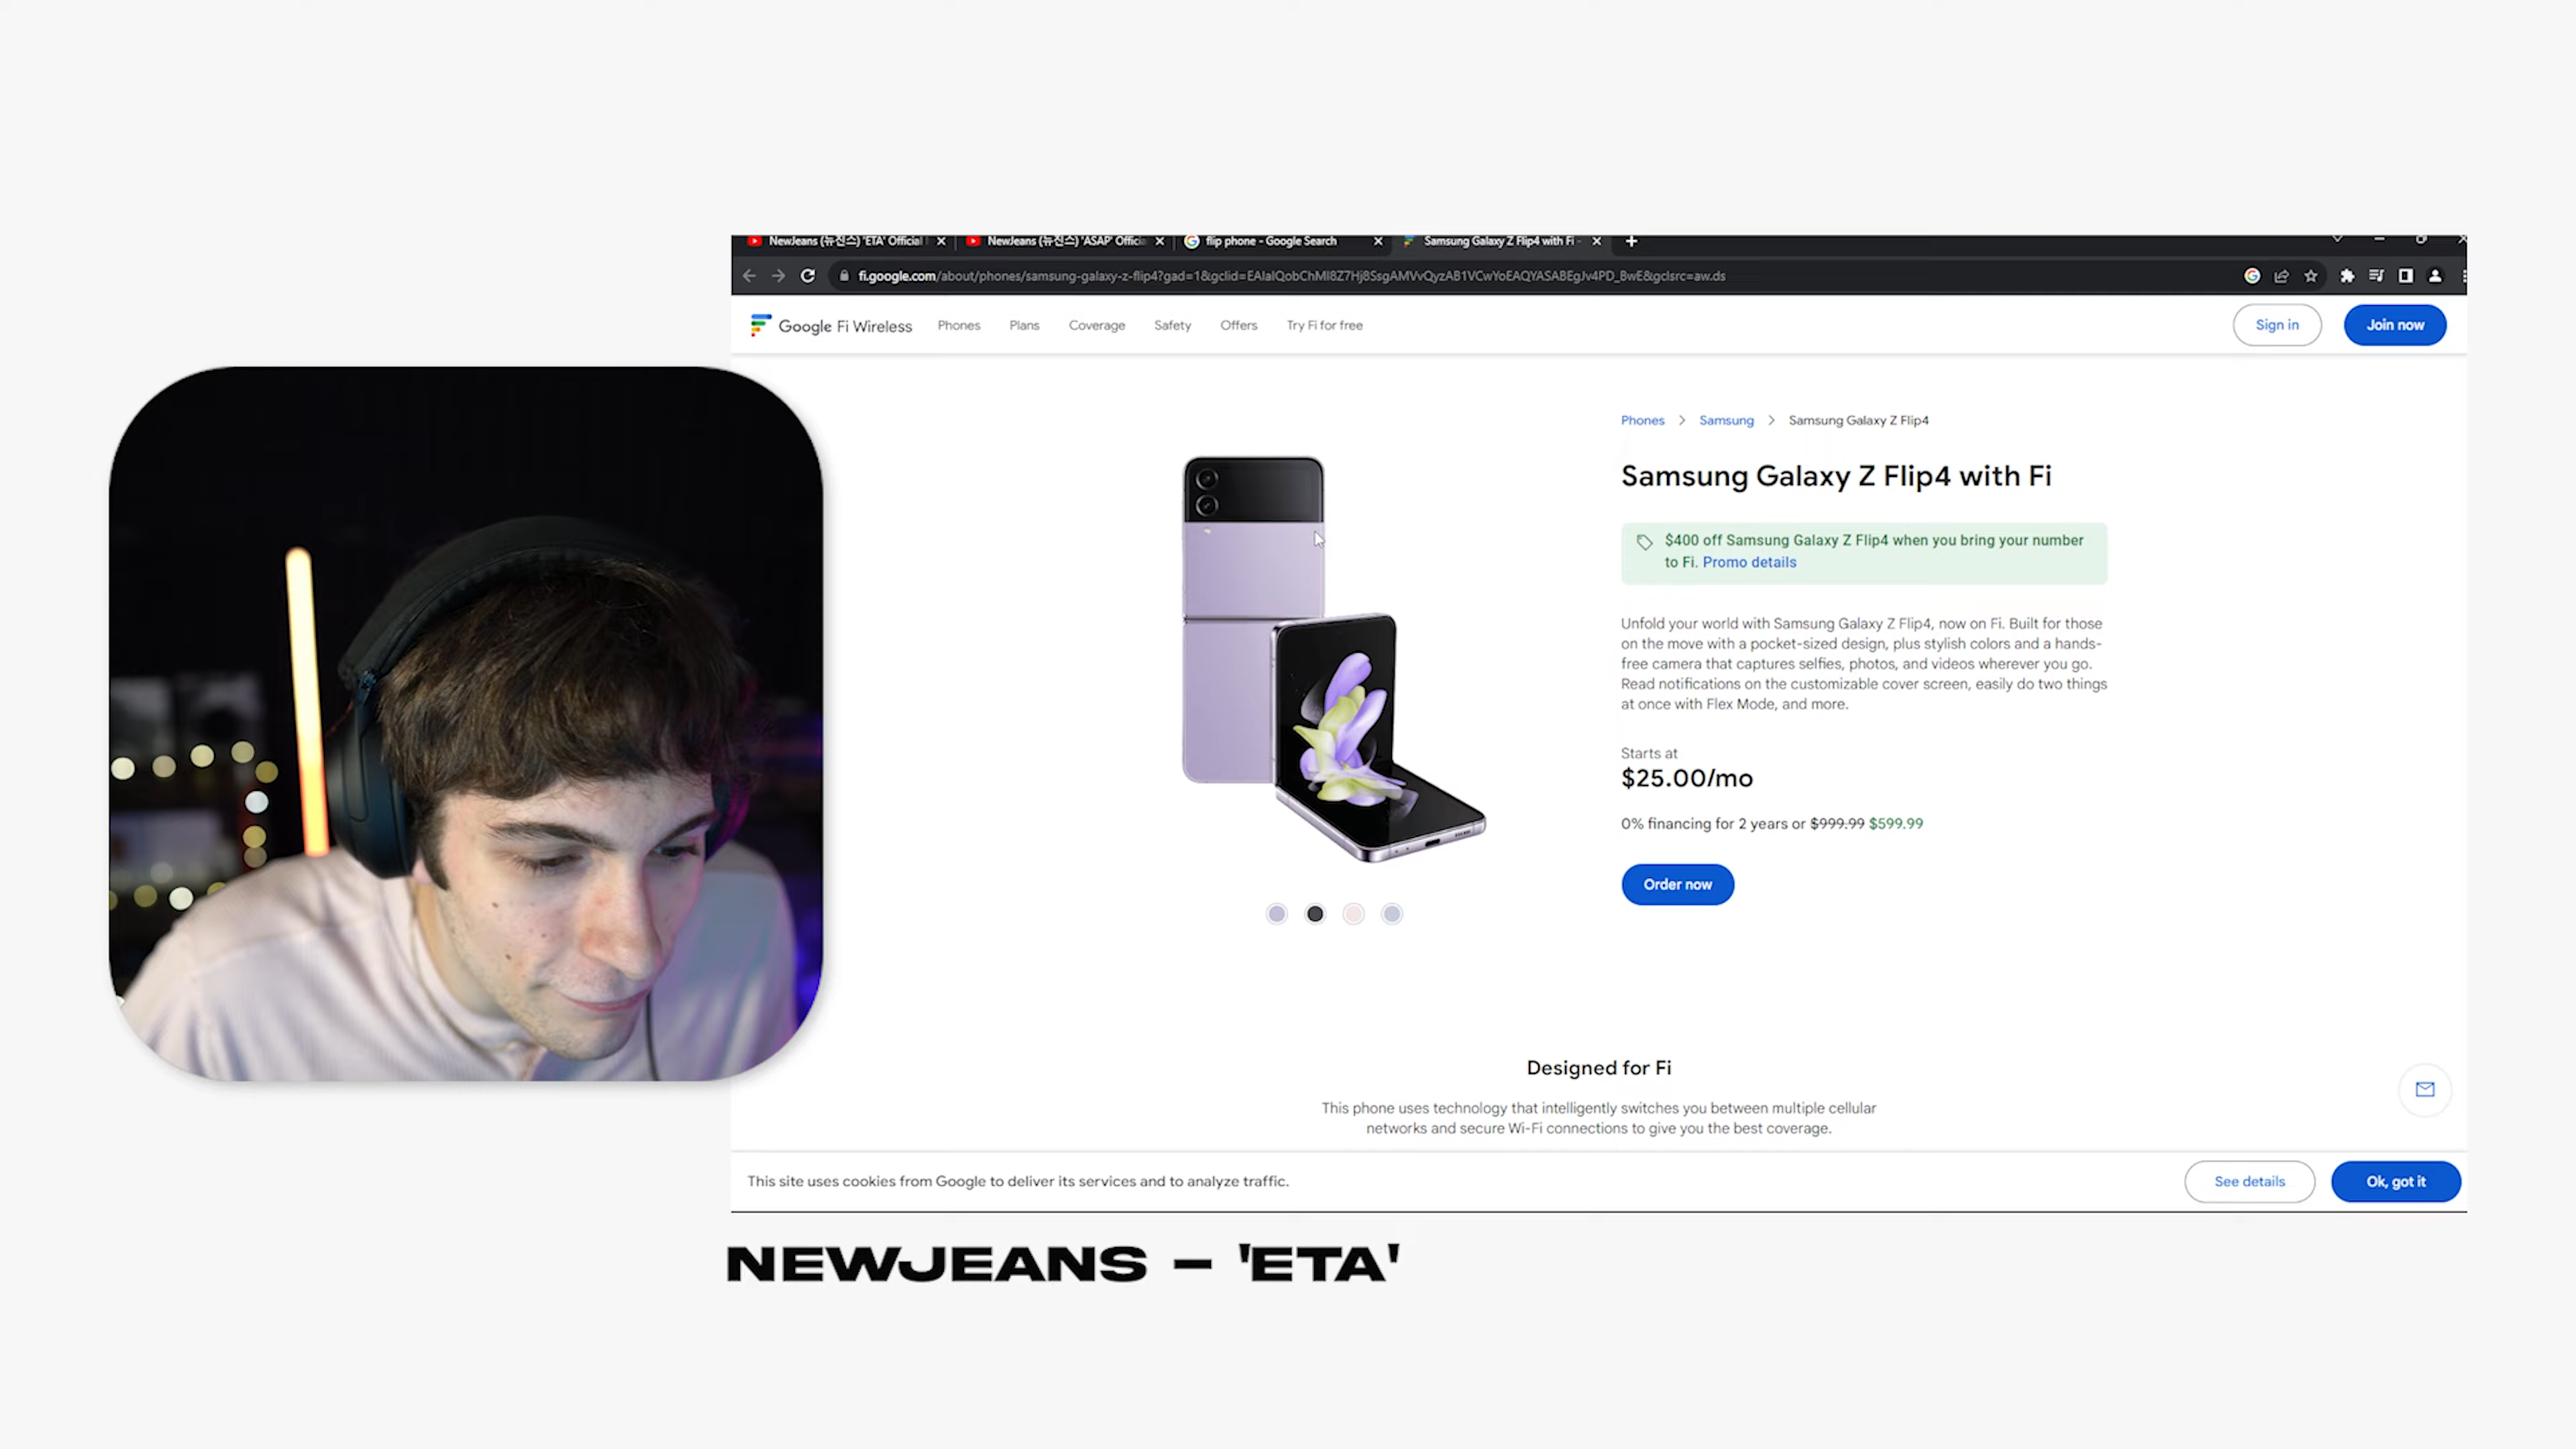 NewJeans (뉴진스) 'ETA' Official
NewJeans (뉴진스) 'ASAP' Officia
flip phone - Google Search
Samsung Galaxy Z Flip4 with Fi -
fi.google.com/about/phones/samsung-galaxy-z-flip4?gad=1&gclid=EAIaIQobChMI8Z7Hj8SsgAMVvQyzAB1VCwYoEAQYASABEgJv4PD_BwE&gclsrc=aw.ds
Google Fi Wireless
Phones
Plans
Coverage
Safety
Offers
Try Fi for free
Sign in
Join now
Phones > Samsung > Samsung Galaxy Z Flip4
Samsung Galaxy Z Flip4 with Fi
$400 off Samsung Galaxy Z Flip4 when you bring your number
to Fi. Promo details
Unfold your world with Samsung Galaxy Z Flip4, now on Fi. Built for those
on the move with a pocket-sized design, plus stylish colors and a hands-
free camera that captures selfies, photos, and videos wherever you go.
Read notifications on the customizable cover screen, easily do two things
at once with Flex Mode, and more.
Starts at
$25.00/mo
0% financing for 2 years or $999.99 $599.99
Order now
Designed for Fi
This phone uses technology that intelligently switches you between multiple cellular
networks and secure Wi-Fi connections to give you the best coverage.
This site uses cookies from Google to deliver its services and to analyze traffic.
See details
Ok, got it
NEWJEANS – 'ETA'